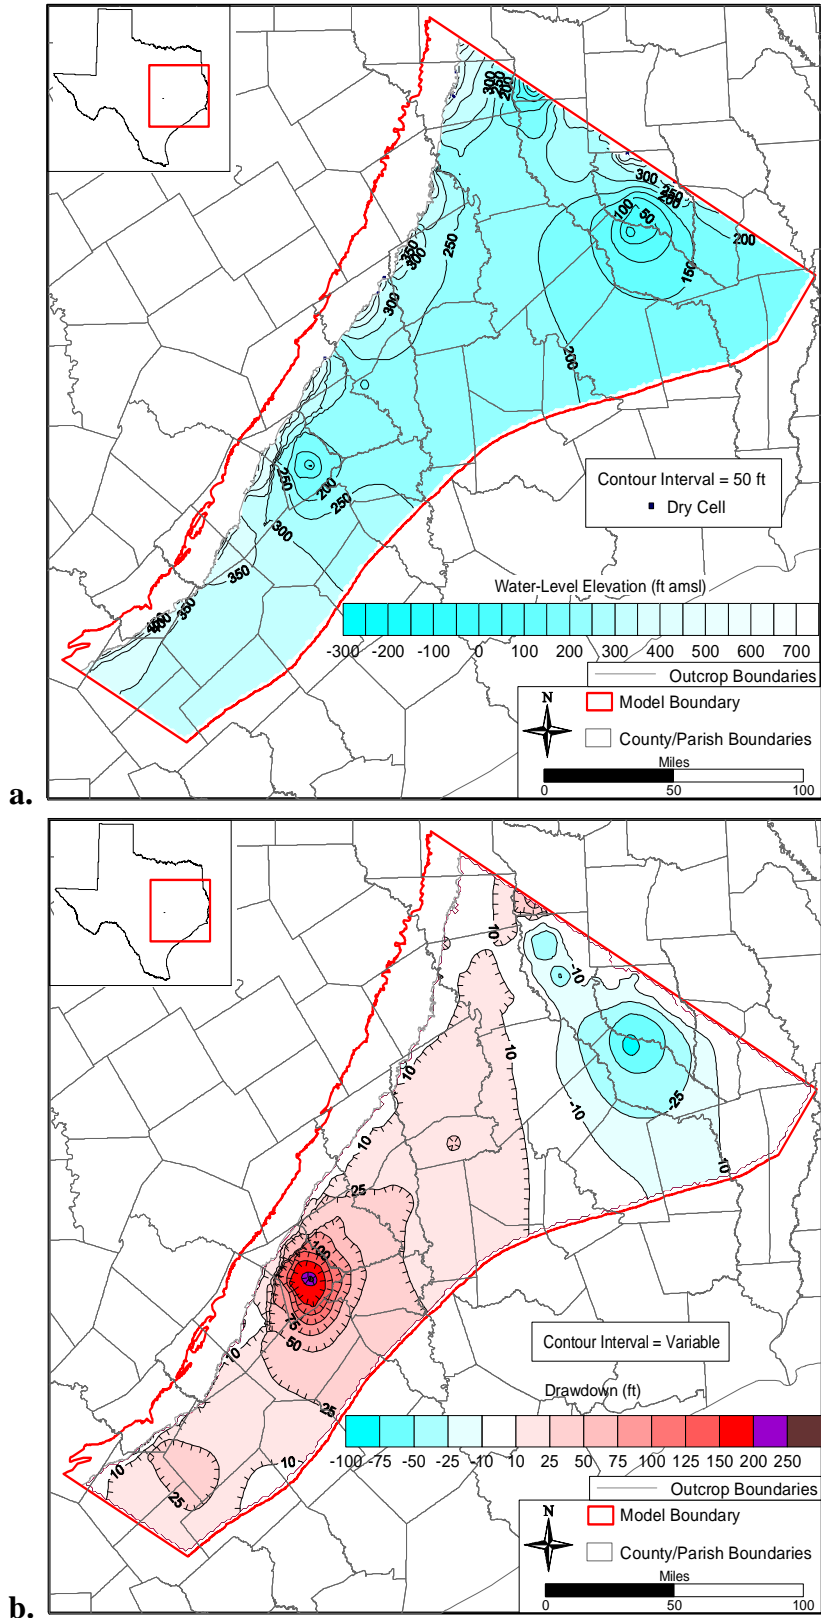 300
250
200
300
250
200
100
50
200
150
350
300
250
300
200
250
200
250
300
350
350
400
Contour Interval = 50 ft
Dry Cell
Water-Level Elevation (ft amsl)
-300 -200 -100 0 100 200 300 400 500 600 700
Outcrop Boundaries
N
Model Boundary
County/Parish Boundaries
Miles
0 50 100
a.
10
-10
10
10
-25
-10
10
10
25
100
75
50
10
25
10
10
25
Contour Interval = Variable
Drawdown (ft)
-100 -75 -50 -25 -10 10 25 50 75 100 125 150 200 250
Outcrop Boundaries
N
Model Boundary
County/Parish Boundaries
Miles
0 50 100
b.